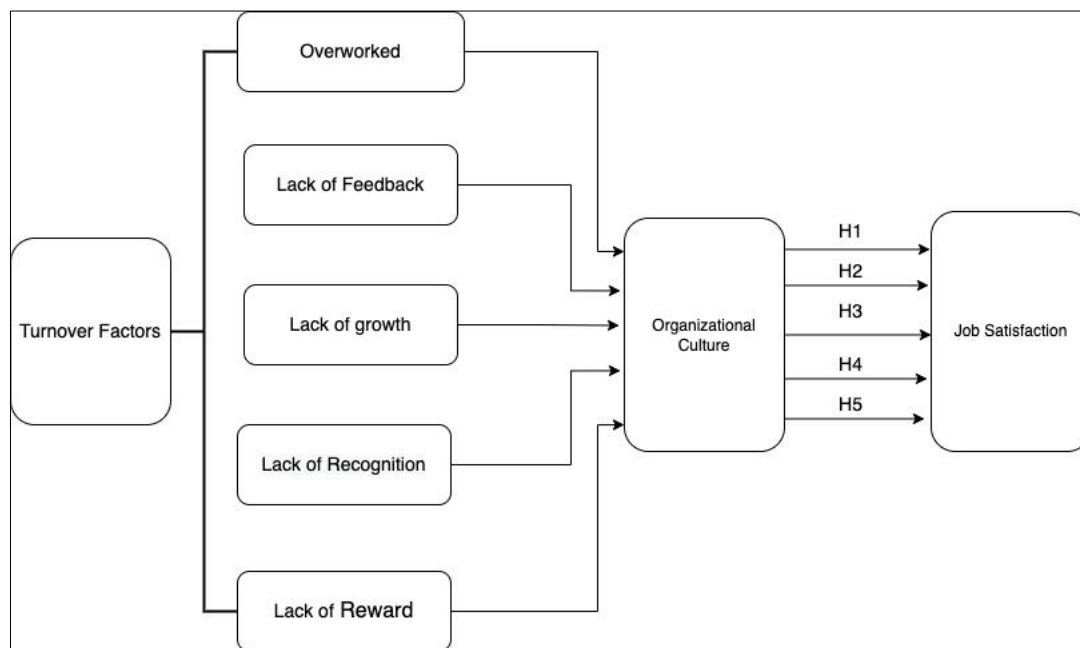 Overworked
Lack of Feedback
Turnover Factors
Lack of growth
Lack of Recognition
Lack of Reward
Organizational
Culture
H1
H2
H3
H4
H5
Job Satisfaction